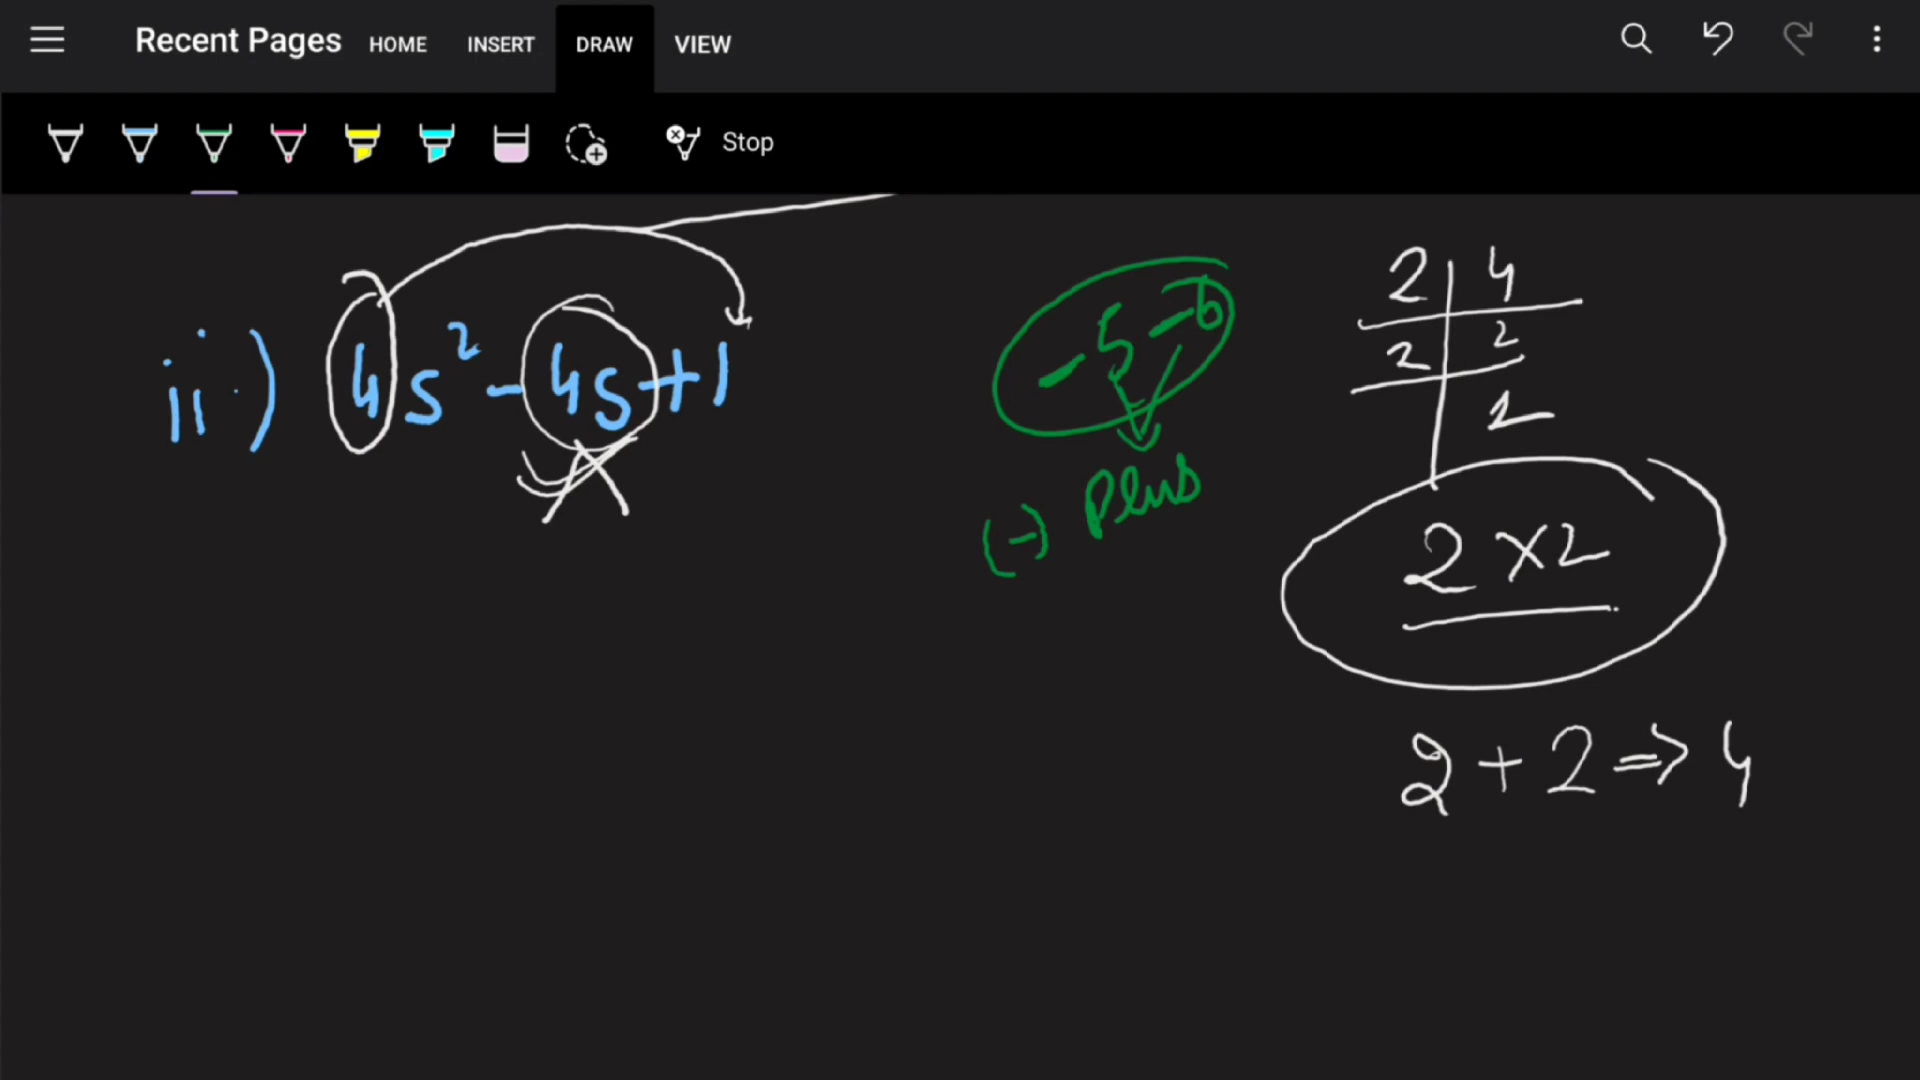 Recent Pages HOME INSERT DRAW VIEW
Stop
ii) 4s² - 4s + 1
- 5 - 6
(-) Plus
2 | 4
2 | 2
1
2 × 2
2 + 2 => 4